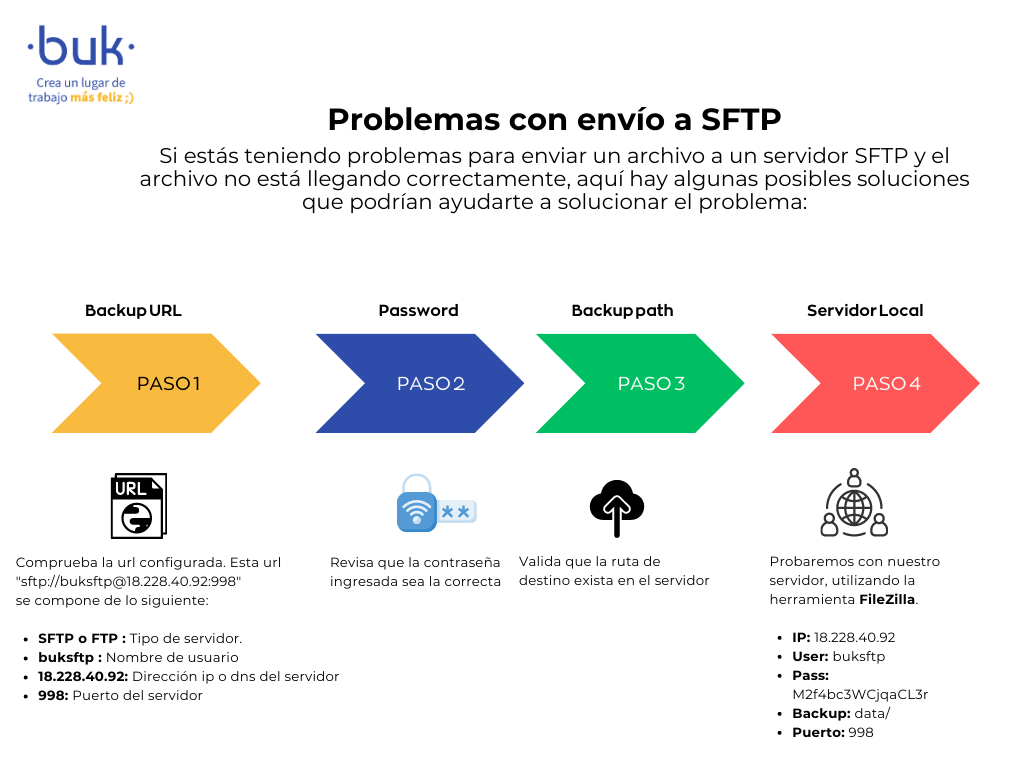 ·buk·
Crea un lugar de
trabajo más feliz ;)
Problemas con envío a SFTP
Si estás teniendo problemas para enviar un archivo a un servidor SFTP y el
archivo no está llegando correctamente, aquí hay algunas posibles soluciones
que podrían ayudarte a solucionar el problema:
Backup URL
PASO 1
URL
Comprueba la url configurada. Esta url
"sftp://buksftp@18.228.40.92:998"
se compone de lo siguiente:
• SFTP o FTP : Tipo de servidor.
• buksftp : Nombre de usuario
• 18.228.40.92: Dirección ip o dns del servidor
• 998: Puerto del servidor
Password
PASO 2
**
Revisa que la contraseña
ingresada sea la correcta
Backup path
PASO 3
Valida que la ruta de
destino exista en el servidor
Servidor Local
PASO 4
Probaremos con nuestro
servidor, utilizando la
herramienta FileZilla.
• IP: 18.228.40.92
• User: buksftp
• Pass:
M2f4bc3WCjqaCL3r
• Backup: data/
• Puerto: 998